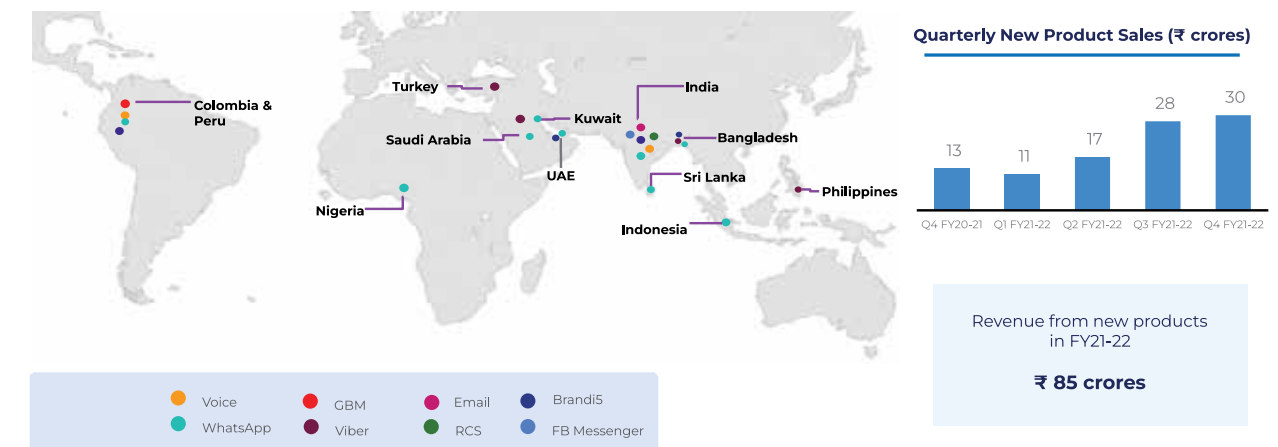 Quarterly New Product Sales (₹ crores)
Turkey
India
Colombia &
Peru
Kuwait
Saudi Arabia
Bangladesh
UAE
Sri Lanka
Philippines
Nigeria
Indonesia
13
11
17
28
30
Q4 FY20-21
Q1 FY21-22
Q2 FY21-22
Q3 FY21-22
Q4 FY21-22
Revenue from new products
in FY21-22
₹ 85 crores
Voice
GBM
Email
Brandi5
WhatsApp
Viber
RCS
FB Messenger